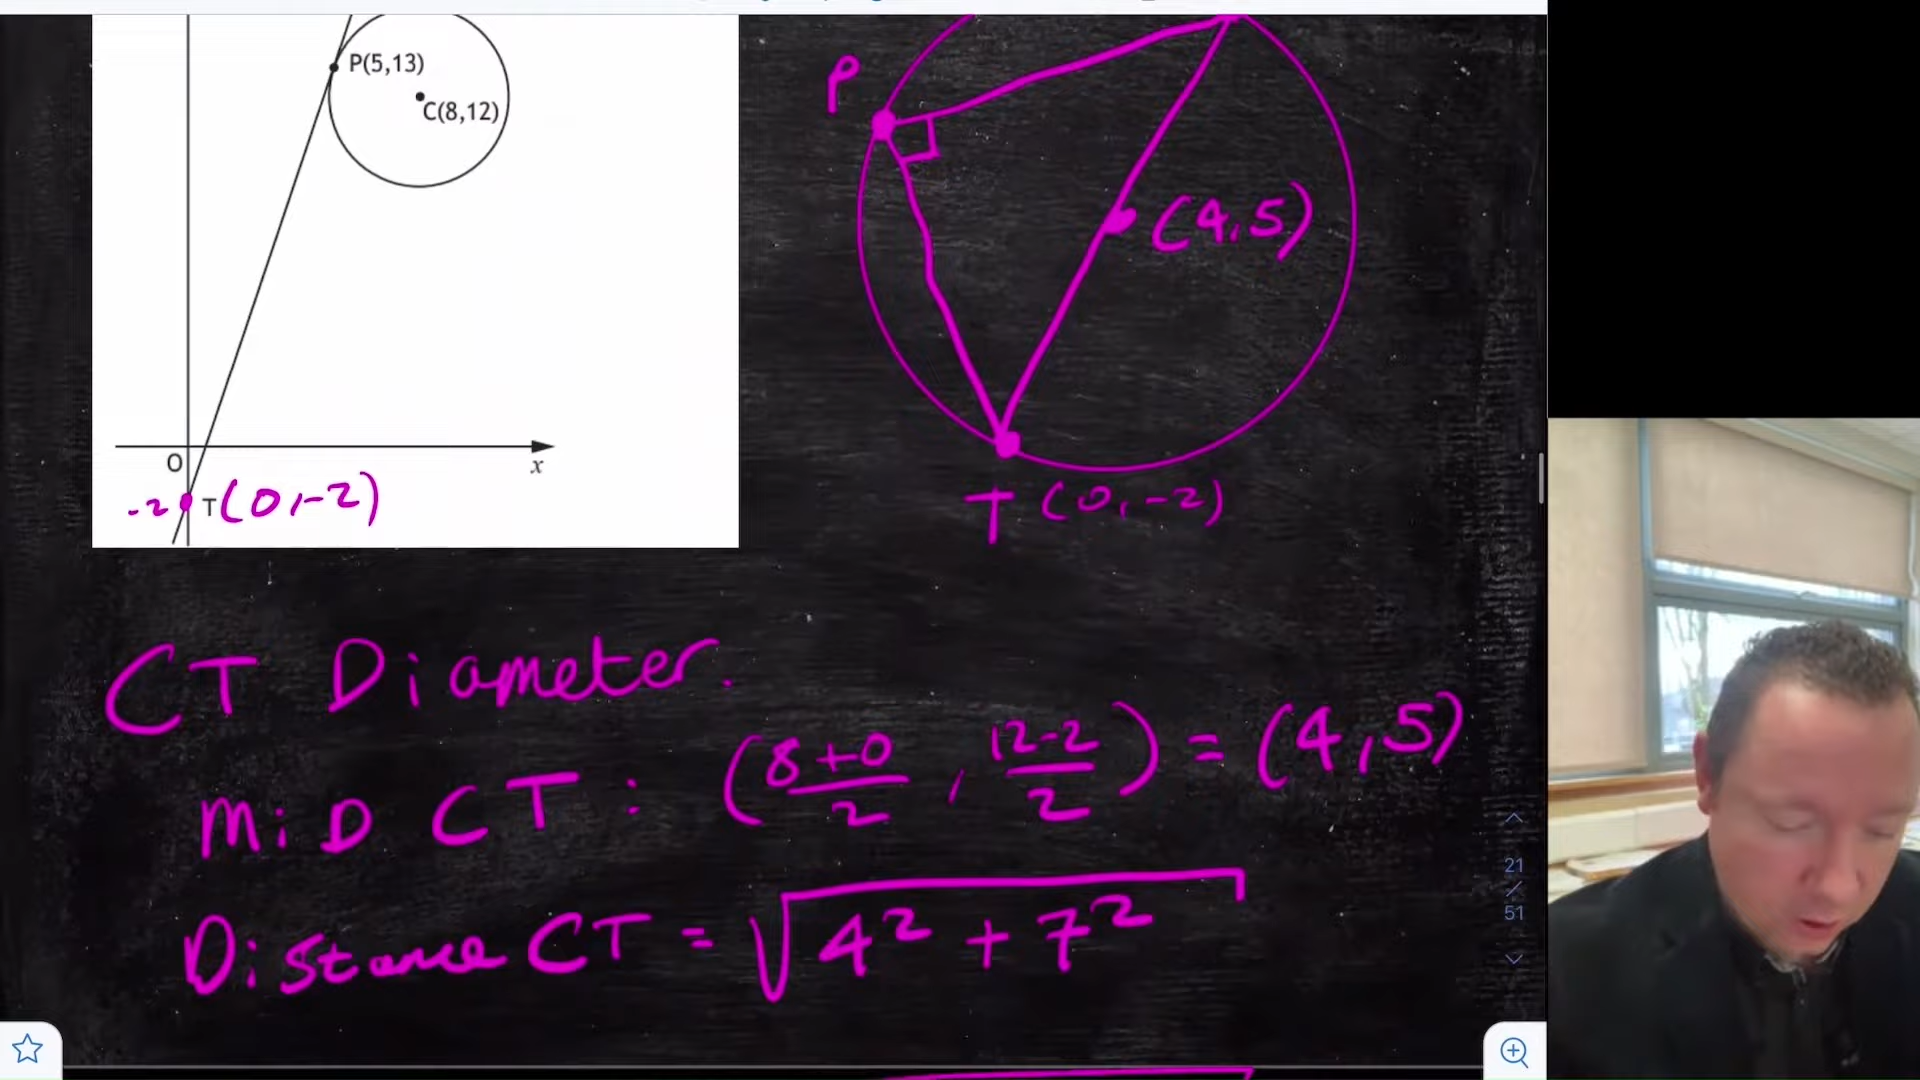 P(5,13)
C(8,12)
O
x
-2 T(0,-2)
P
(4,5)
T (0,-2)
CT Diameter.
MiD CT : (8+0/2 , 12-2/2) = (4,5)
Distance CT = √4² + 7²
21
/
51